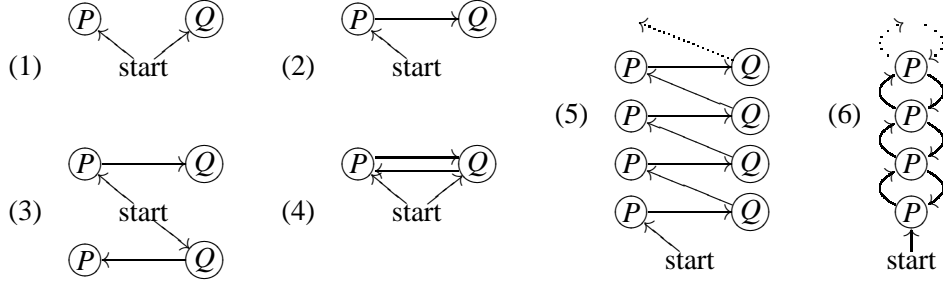 (1) P Q start
(2) P Q start
(3) P Q start P Q
(4) P Q start
(5) P Q P Q P Q P Q start
(6) P P P P start